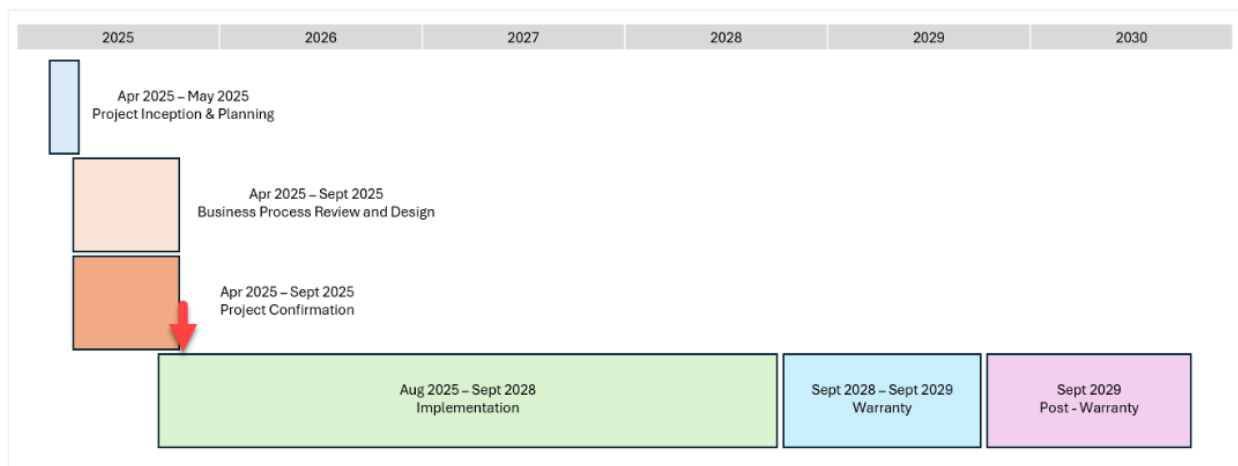 2025
2026
2027
2028
2029
2030
Apr 2025 – May 2025
Project Inception & Planning
Apr 2025 – Sept 2025
Business Process Review and Design
Apr 2025 – Sept 2025
Project Confirmation
Aug 2025 – Sept 2028
Implementation
Sept 2028 – Sept 2029
Warranty
Sept 2029
Post - Warranty